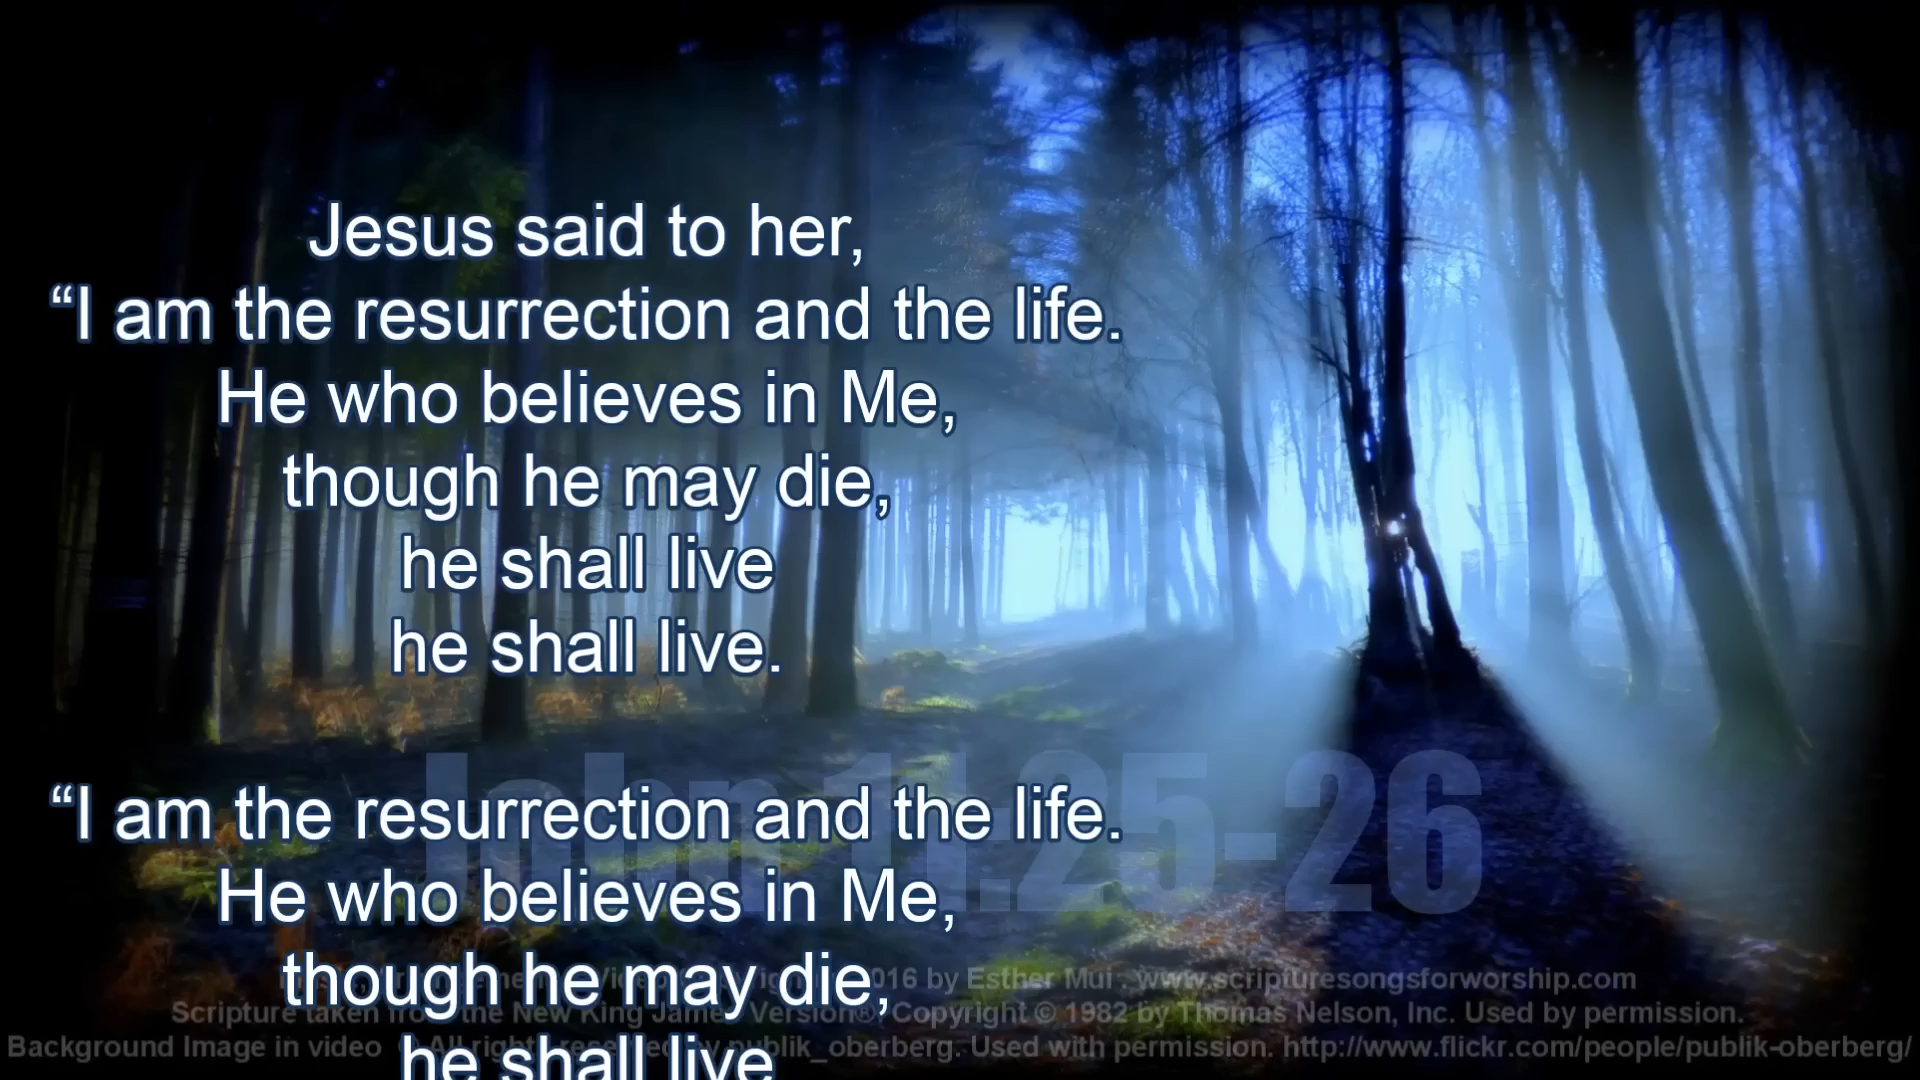 Jesus said to her,
“I am the resurrection and the life.
He who believes in Me,
though he may die,
he shall live
he shall live.
John 11:25-26
“I am the resurrection and the life.
He who believes in Me,
though he may die,
2016 by Esther Mui . www.scripturesongsforworship.com
Scripture taken from the New King James Version®, Copyright © 1982 by Thomas Nelson, Inc. Used by permission.
he shall live
Background Image in video © All rights reserved by publik_oberberg. Used with permission. http://www.flickr.com/people/publik-oberberg/